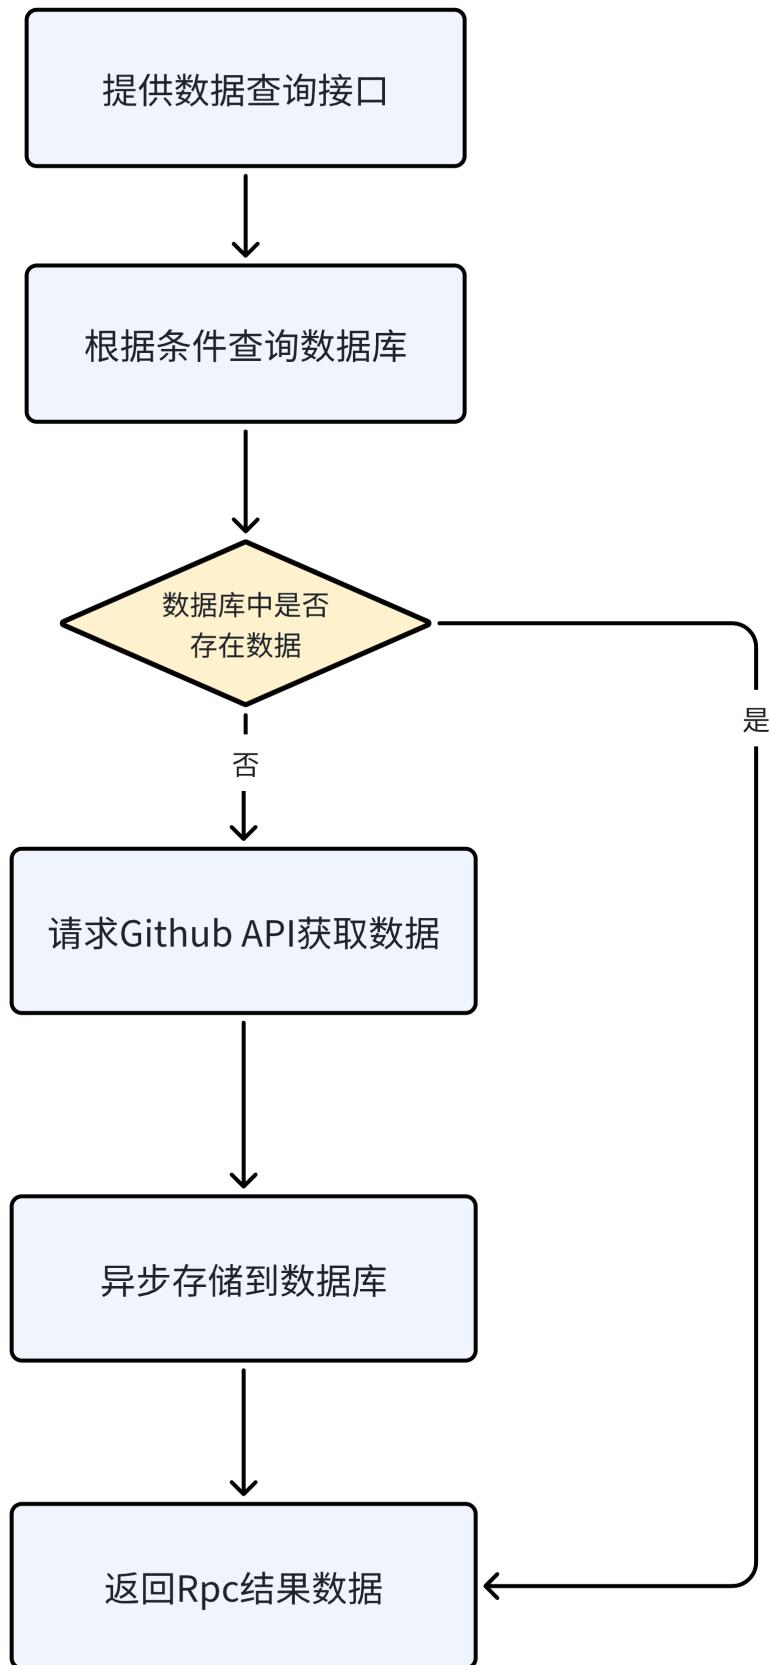 提供数据查询接口
根据条件查询数据库
数据库中是否
存在数据
是
否
请求Github API获取数据
异步存储到数据库
返回Rpc结果数据